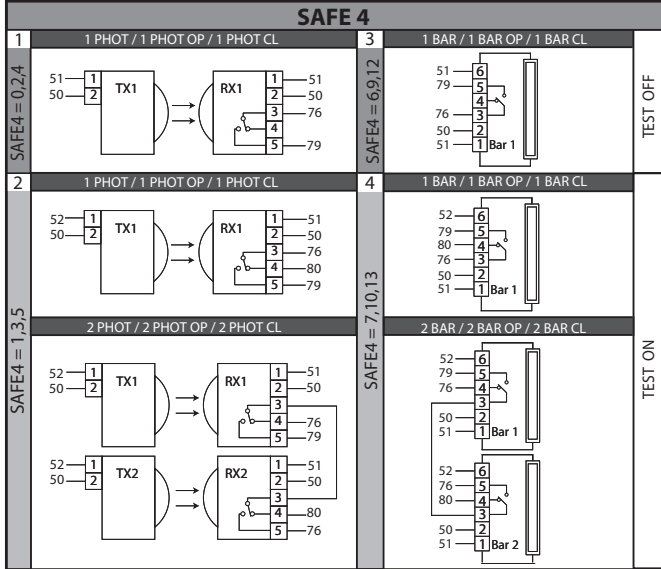 SAFE 4
1 1 PHOT / 1 PHOT OP / 1 PHOT CL
SAFE4 = 0,2,4
51 1 TX1 RX1 1 51
50 2 2 50
3 76
4
5 79
3 1 BAR / 1 BAR OP / 1 BAR CL
SAFE4 = 6,9,12
51 6
79 5
4
76 3
50 2
51 1 Bar 1
TEST OFF
2 1 PHOT / 1 PHOT OP / 1 PHOT CL
SAFE4 = 1,3,5
52 1 TX1 RX1 1 51
50 2 2 50
3 76
4 80
5 79
2 PHOT / 2 PHOT OP / 2 PHOT CL
52 1 TX1 RX1 1 51
50 2 2 50
3
4 76
5 79
52 1 TX2 RX2 1 51
50 2 2 50
3
4 80
5 76
4 1 BAR / 1 BAR OP / 1 BAR CL
SAFE4 = 7,10,13
52 6
79 5
80 4
76 3
50 2
51 1 Bar 1
2 BAR / 2 BAR OP / 2 BAR CL
52 6
79 5
76 4
3
50 2
51 1 Bar 1
52 6
76 5
80 4
3
50 2
51 1 Bar 2
TEST ON